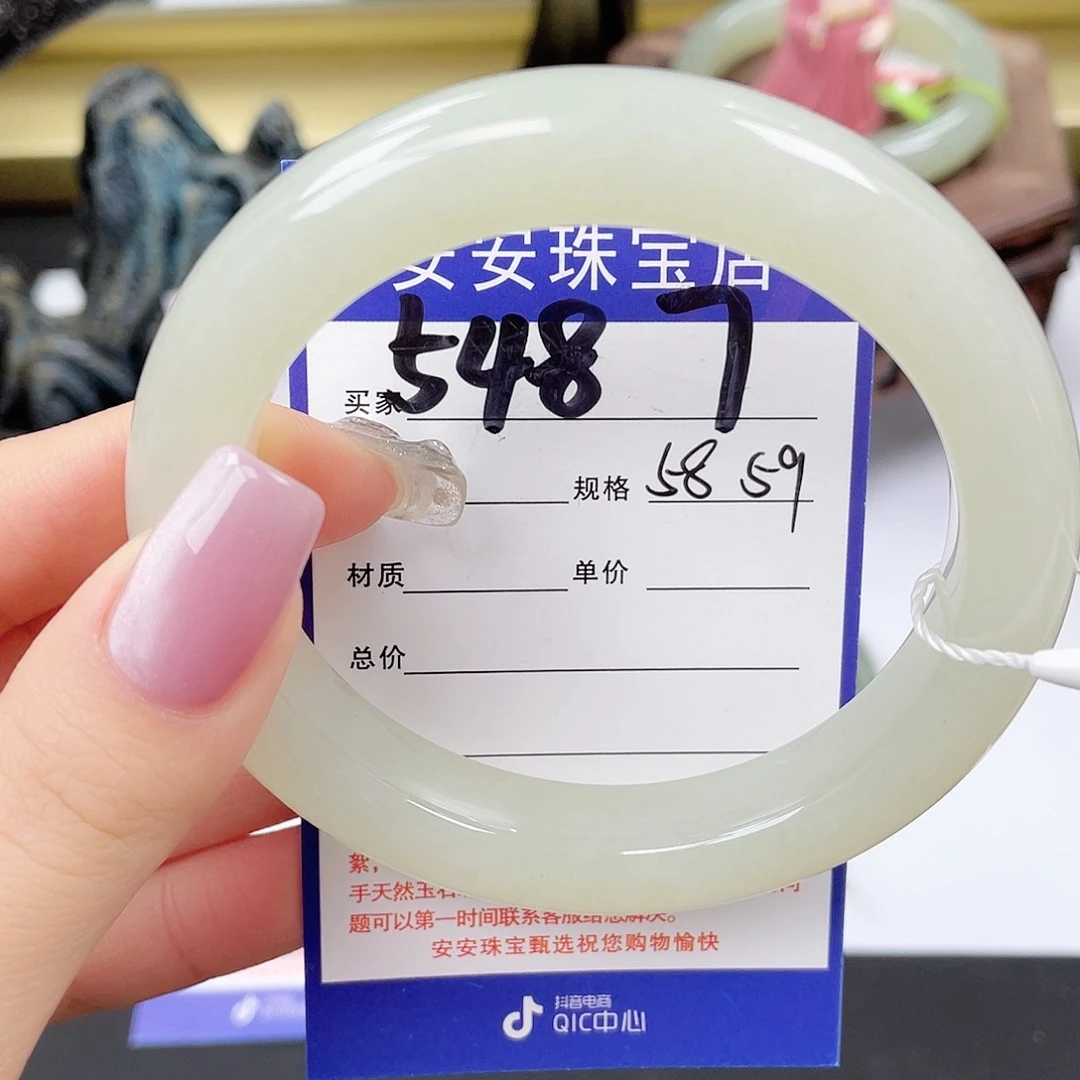 安安珠宝店
买家 5487
规格 58 59
材质 单价
总价
絮，
手天然玉石
题可以第一时间联系客服给您解决。
安安珠宝甄选祝您购物愉快
抖音电商
QIC中心